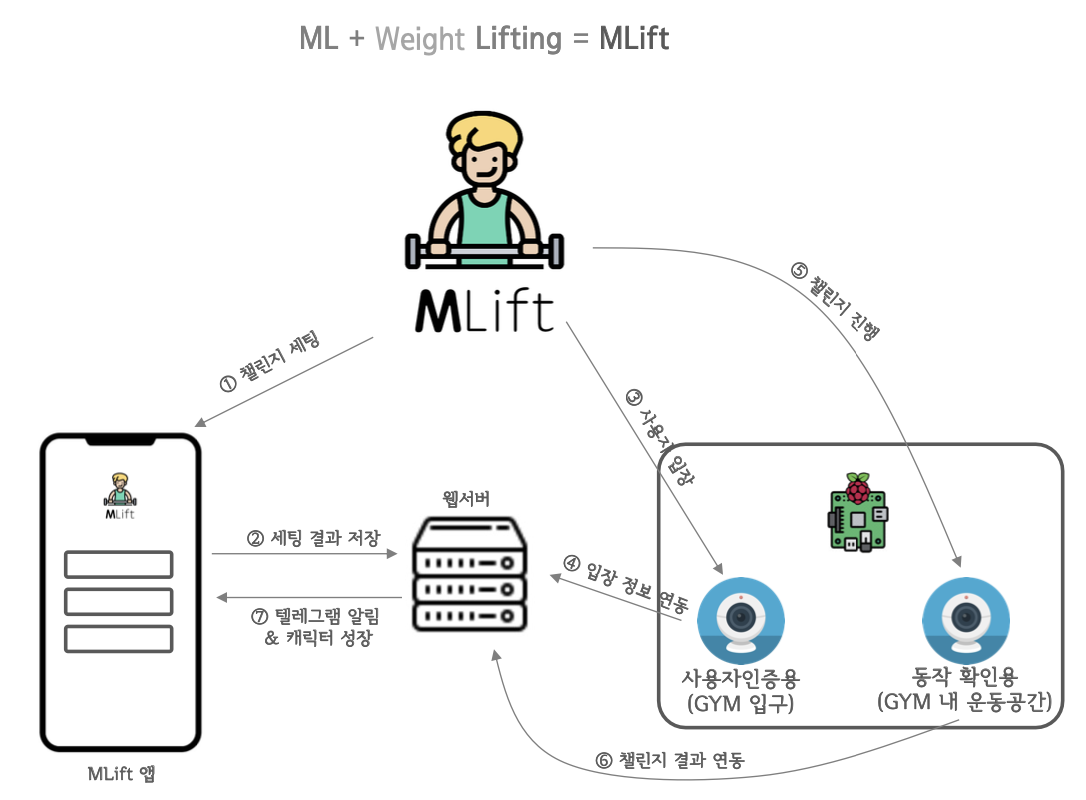 ML + Weight Lifting = MLift
MLift
① 챌린지 세팅
⑤ 챌린지 진행
③ 사용자 입장
MLift
웹서버
② 세팅 결과 저장
④ 입장 정보 연동
⑦ 텔레그램 알림
& 캐릭터 성장
사용자인증용
(GYM 입구)
동작 확인용
(GYM 내 운동공간)
⑥ 챌린지 결과 연동
MLift 앱